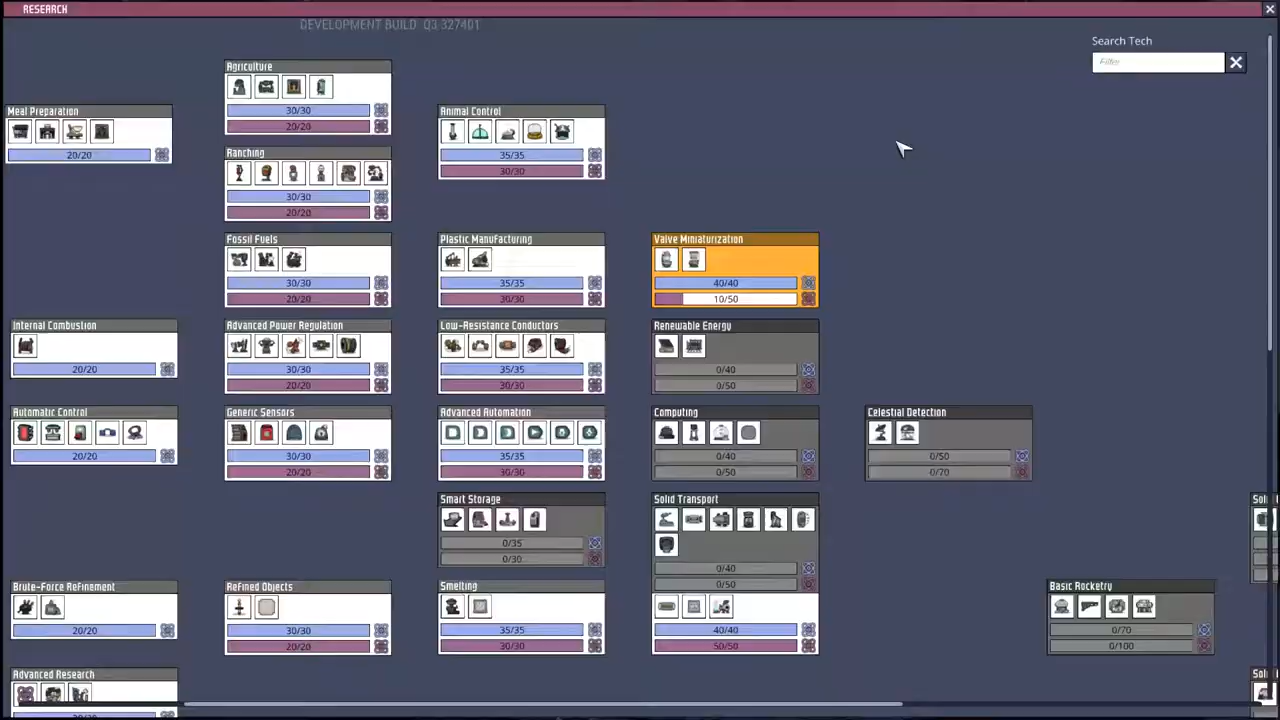 RESEARCH
DEVELOPMENT BUILD Q3 327401
Search Tech
Filter
Agriculture
30/30
20/20
Meal Preparation
20/20
Animal Control
35/35
30/30
Ranching
30/30
20/20
Fossil Fuels
30/30
20/20
Plastic Manufacturing
35/35
30/30
Valve Miniaturization
40/40
10/50
Internal Combustion
20/20
Advanced Power Regulation
30/30
20/20
Low-Resistance Conductors
35/35
30/30
Renewable Energy
0/40
0/50
Automatic Control
20/20
Generic Sensors
30/30
20/20
Advanced Automation
35/35
30/30
Computing
0/40
0/50
Celestial Detection
0/50
0/70
Smart Storage
0/35
0/30
Solid Transport
0/40
0/50
Brute-Force Refinement
20/20
Refined Objects
30/30
20/20
Smelting
35/35
30/30
40/40
50/50
Basic Rocketry
0/70
0/100
Advanced Research
20/20